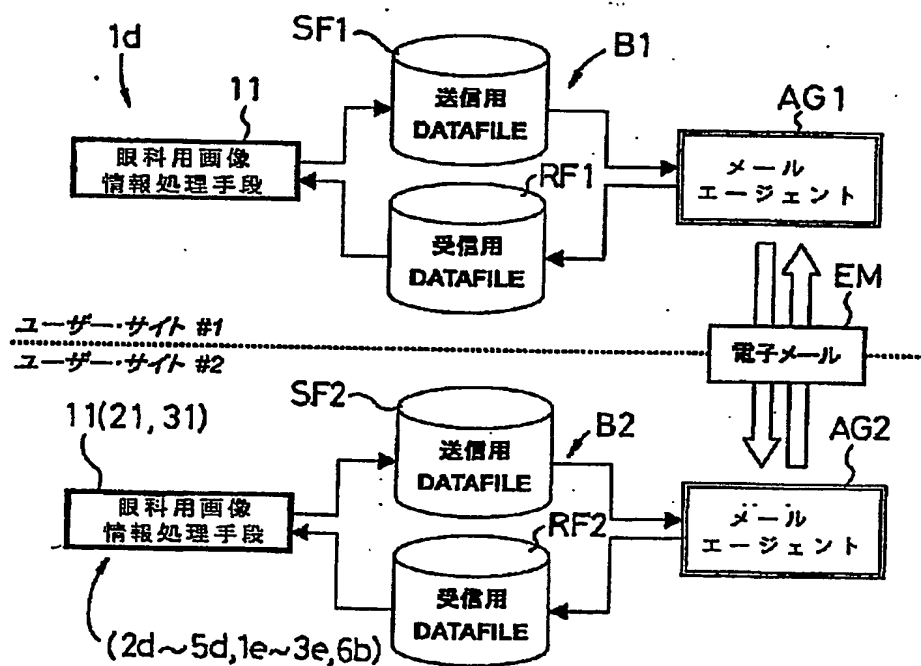 1d
SF1
B1
11
送信用
DATAFILE
AG1
眼科用画像
情報処理手段
メール
エージェント
RF1
受信用
DATAFILE
EM
ユーザー・サイト #1
電子メール
ユーザー・サイト #2
SF2
11(21,31)
送信用
DATAFILE
B2
AG2
眼科用画像
情報処理手段
メール
エージェント
RF2
受信用
DATAFILE
(2d~5d,1e~3e,6b)